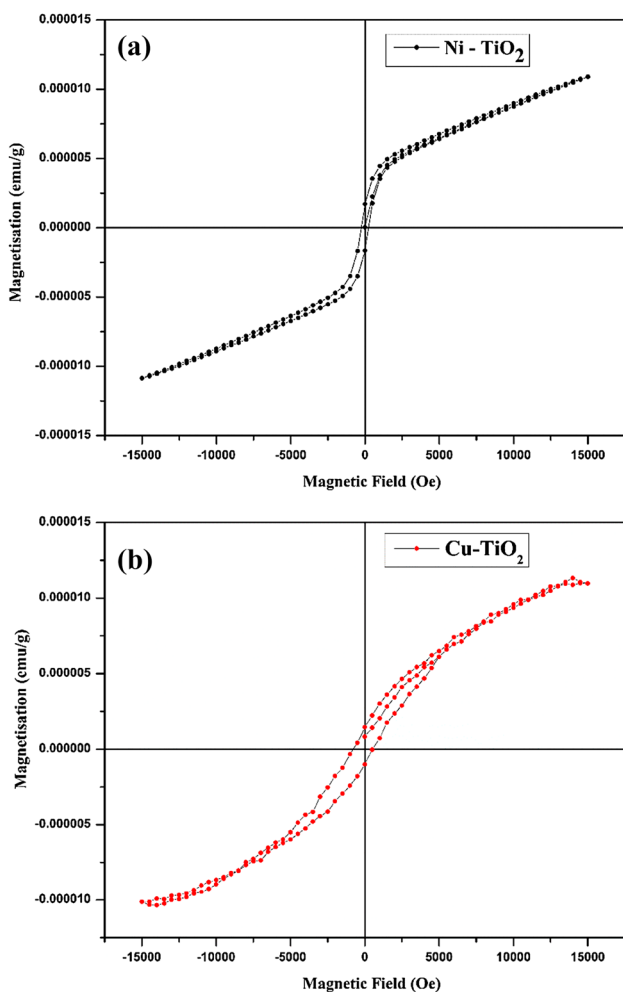 (a)
Ni - TiO2
Magnetisation (emu/g)
0.000015
0.000010
0.000005
0.000000
-0.000005
-0.000010
-0.000015
-15000 -10000 -5000 0 5000 10000 15000
Magnetic Field (Oe)
(b)
Cu-TiO2
Magnetisation (emu/g)
0.000015
0.000010
0.000005
0.000000
-0.000005
-0.000010
-15000 -10000 -5000 0 5000 10000 15000
Magnetic Field (Oe)